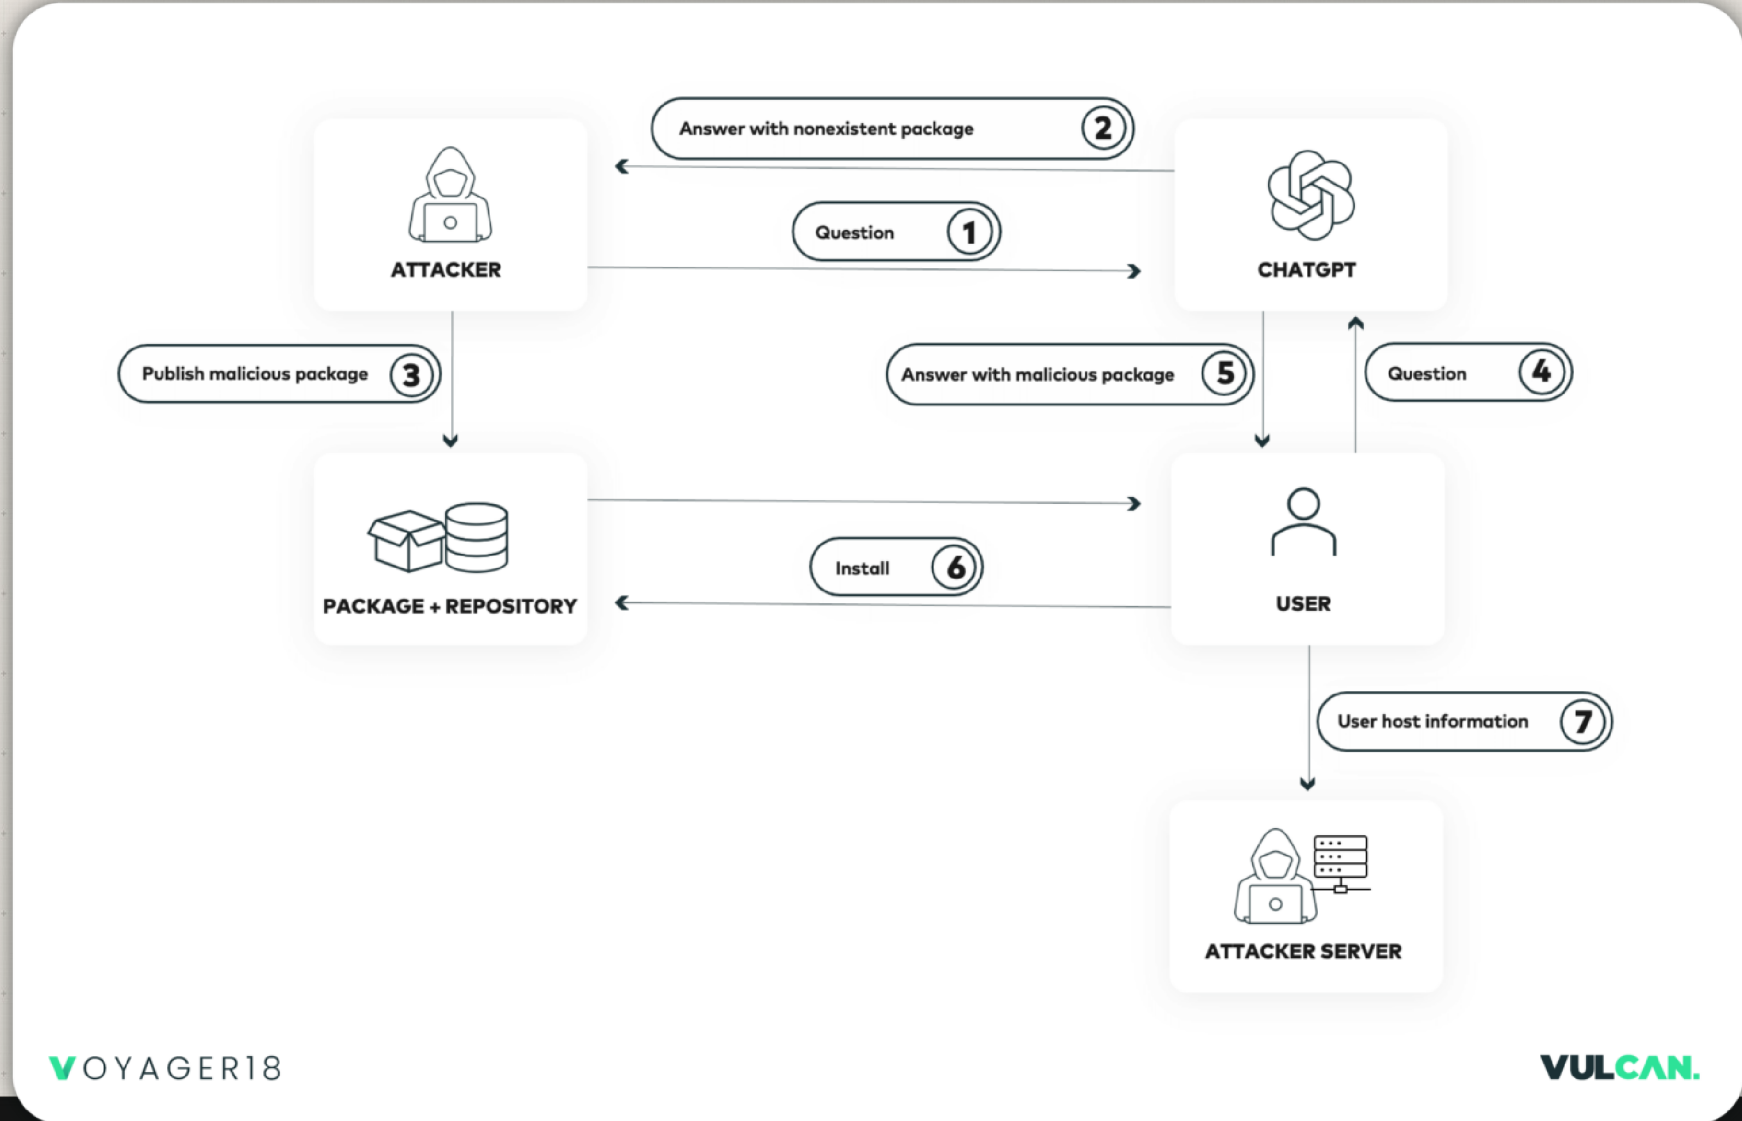 Answer with nonexistent package 2
Question 1
ATTACKER
CHATGPT
Publish malicious package 3
Answer with malicious package 5
Question 4
Install 6
PACKAGE + REPOSITORY
USER
User host information 7
ATTACKER SERVER
VOYAGER18
VULCAN.